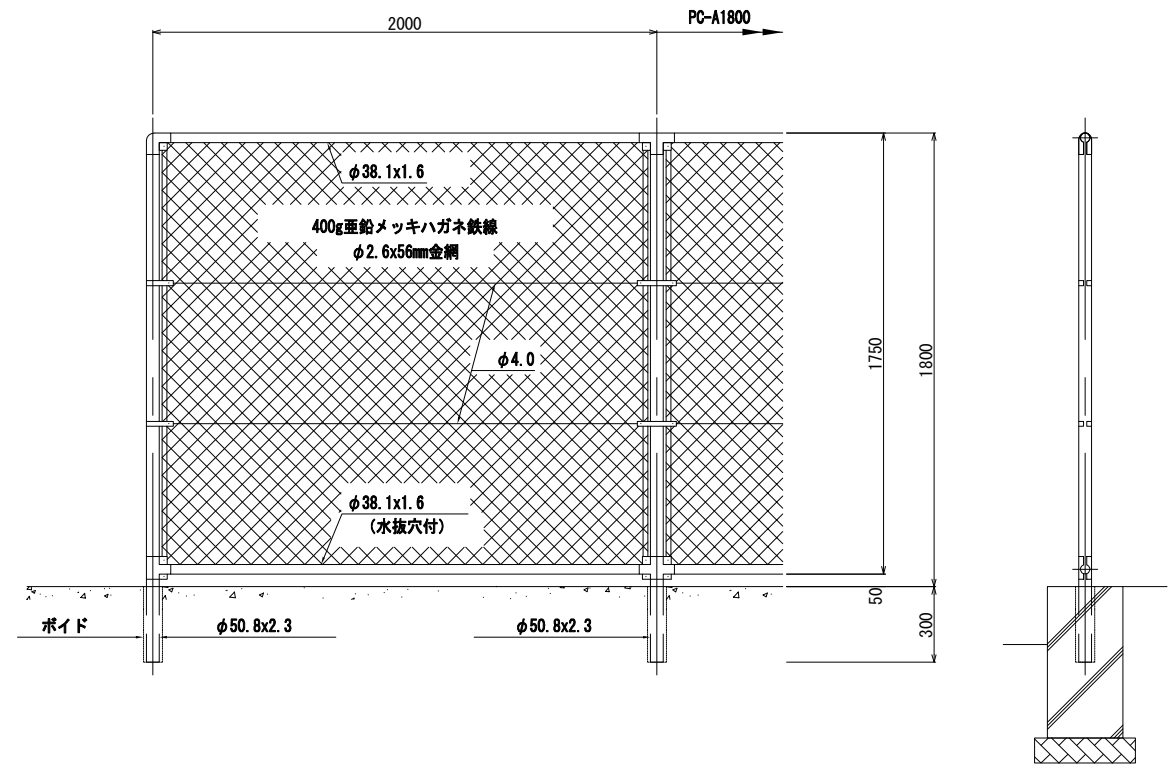 PC-A1800
2000
φ38.1x1.6
400g亜鉛メッキハガネ鉄線
φ2.6x56mm金網
φ4.0
1750
1800
φ38.1x1.6
(水抜穴付)
50
300
ボイド
φ50.8x2.3
φ50.8x2.3